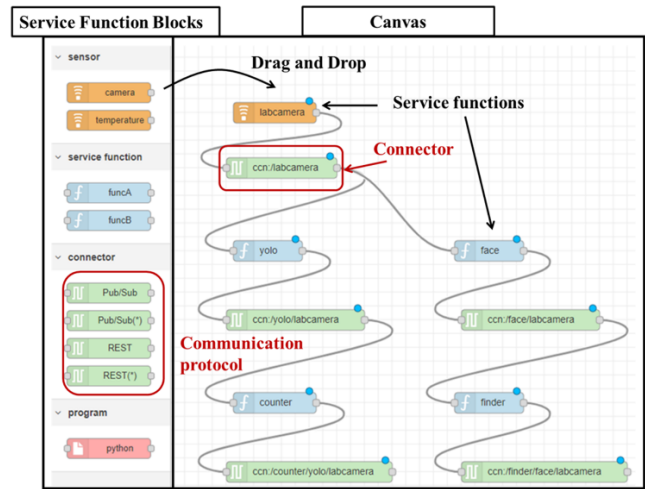 Service Function Blocks
Canvas
sensor
camera
temperature
service function
funcA
funcB
connector
Pub/Sub
Pub/Sub(*)
REST
REST(*)
program
python
Drag and Drop
labcamera
Service functions
ccn:/labcamera
Connector
yolo
face
ccn:/yolo/labcamera
ccn:/face/labcamera
Communication
protocol
counter
finder
ccn:/counter/yolo/labcamera
ccn:/finder/face/labcamera